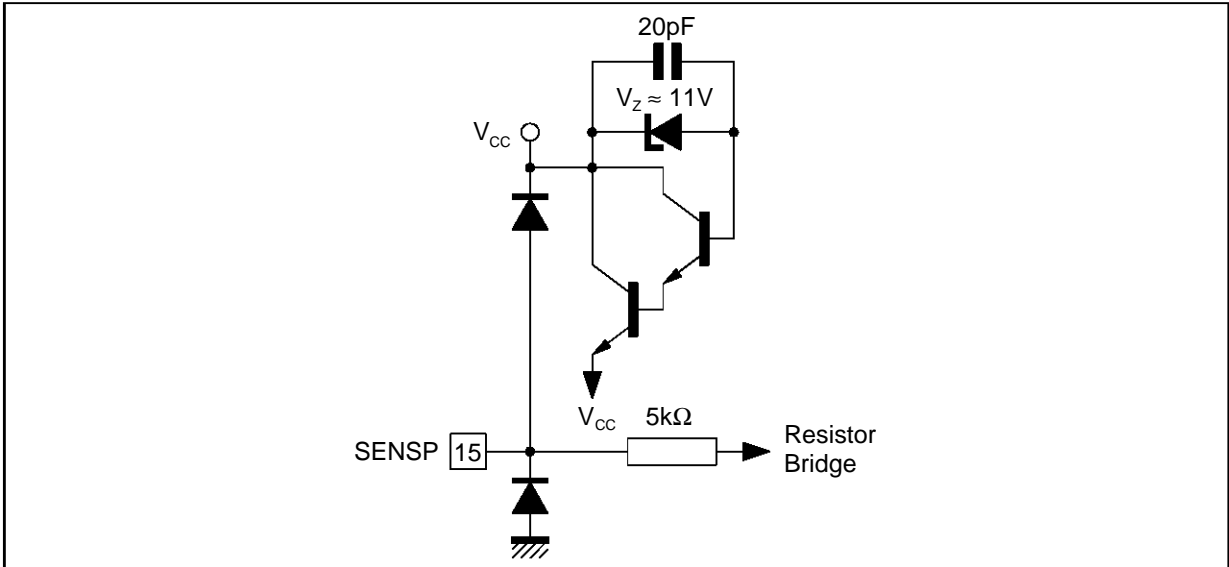 20pF
V_Z ≈ 11V
V_CC
V_CC
5kΩ
SENSP 15
Resistor
Bridge